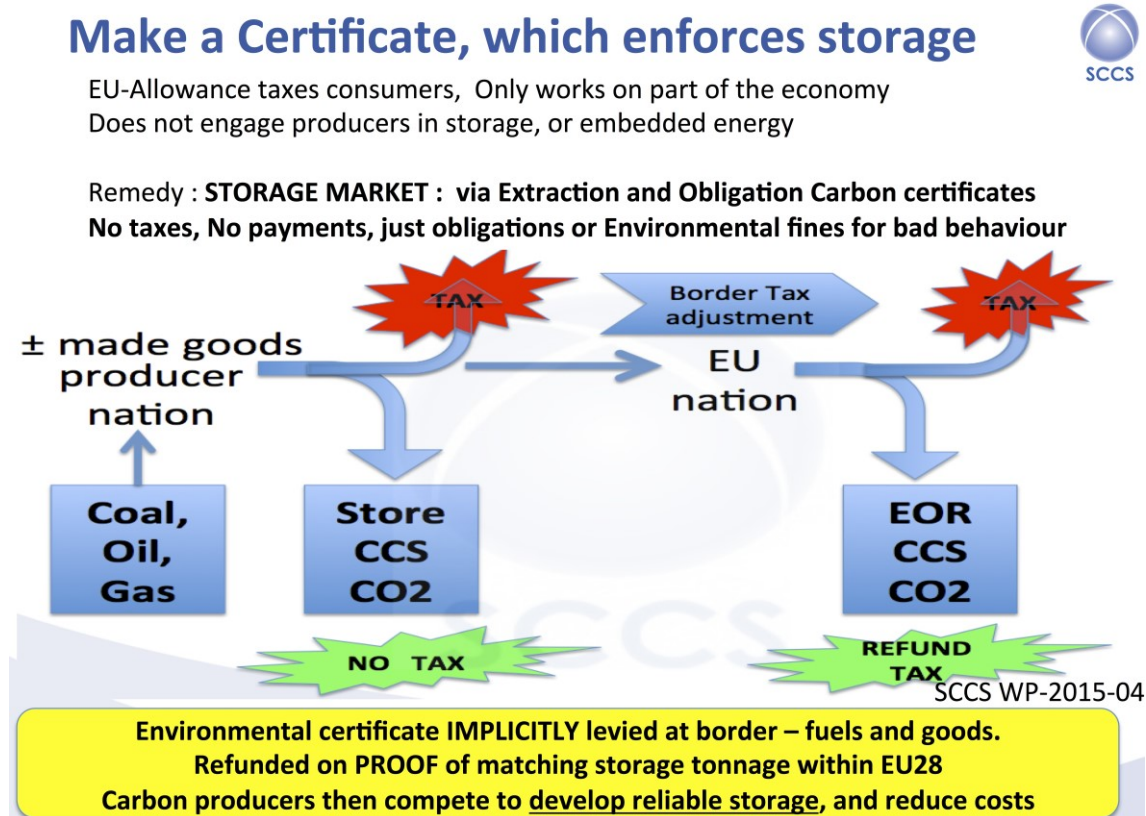 Make a Certificate, which enforces storage
SCCS
EU-Allowance taxes consumers, Only works on part of the economy
Does not engage producers in storage, or embedded energy
Remedy : STORAGE MARKET : via Extraction and Obligation Carbon certificates
No taxes, No payments, just obligations or Environmental fines for bad behaviour
TAX
Border Tax
adjustment
TAX
± made goods
producer
nation
EU
nation
Coal,
Oil,
Gas
Store
CCS
CO2
EOR
CCS
CO2
SCCS
NO TAX
REFUND
TAX
SCCS WP-2015-04
Environmental certificate IMPLICITLY levied at border – fuels and goods.
Refunded on PROOF of matching storage tonnage within EU28
Carbon producers then compete to develop reliable storage, and reduce costs